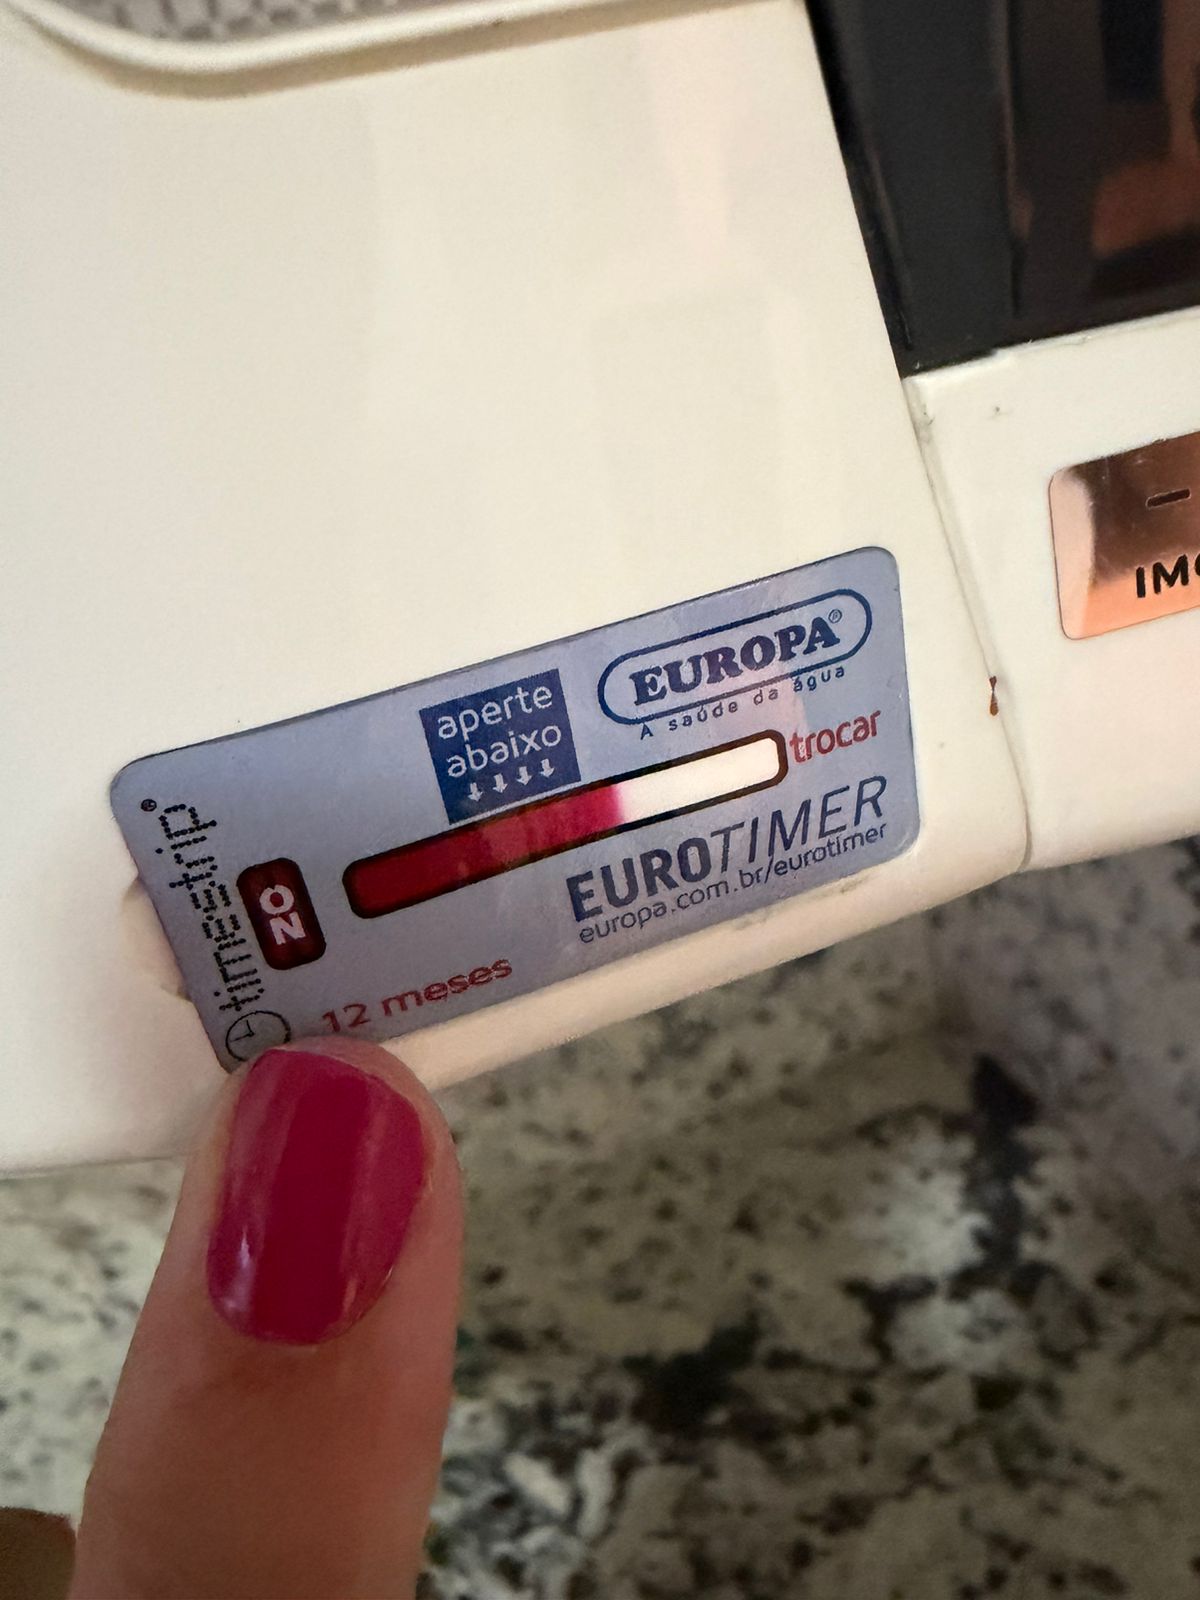 EUROPA®
A saúde da água
aperte
abaixo
trocar
timestrip®
ON
EUROTIMER
europa.com.br/eurotimer
12 meses